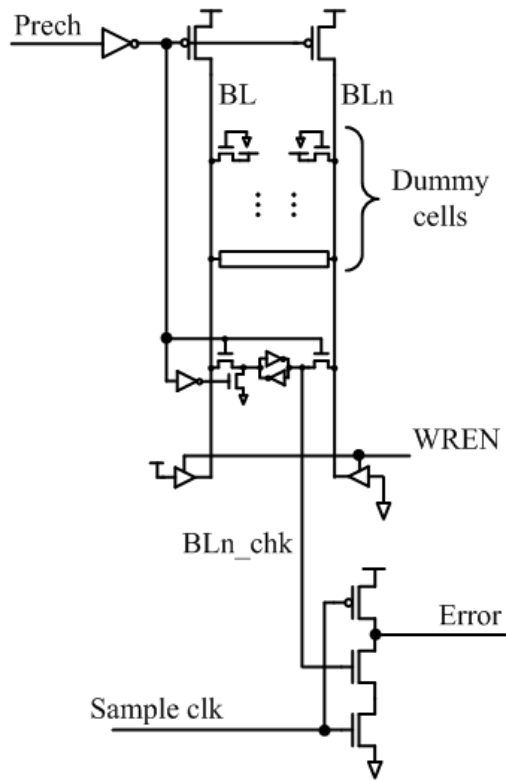 Prech
BL
BLn
Dummy
cells
WREN
BLn_chk
Error
Sample clk